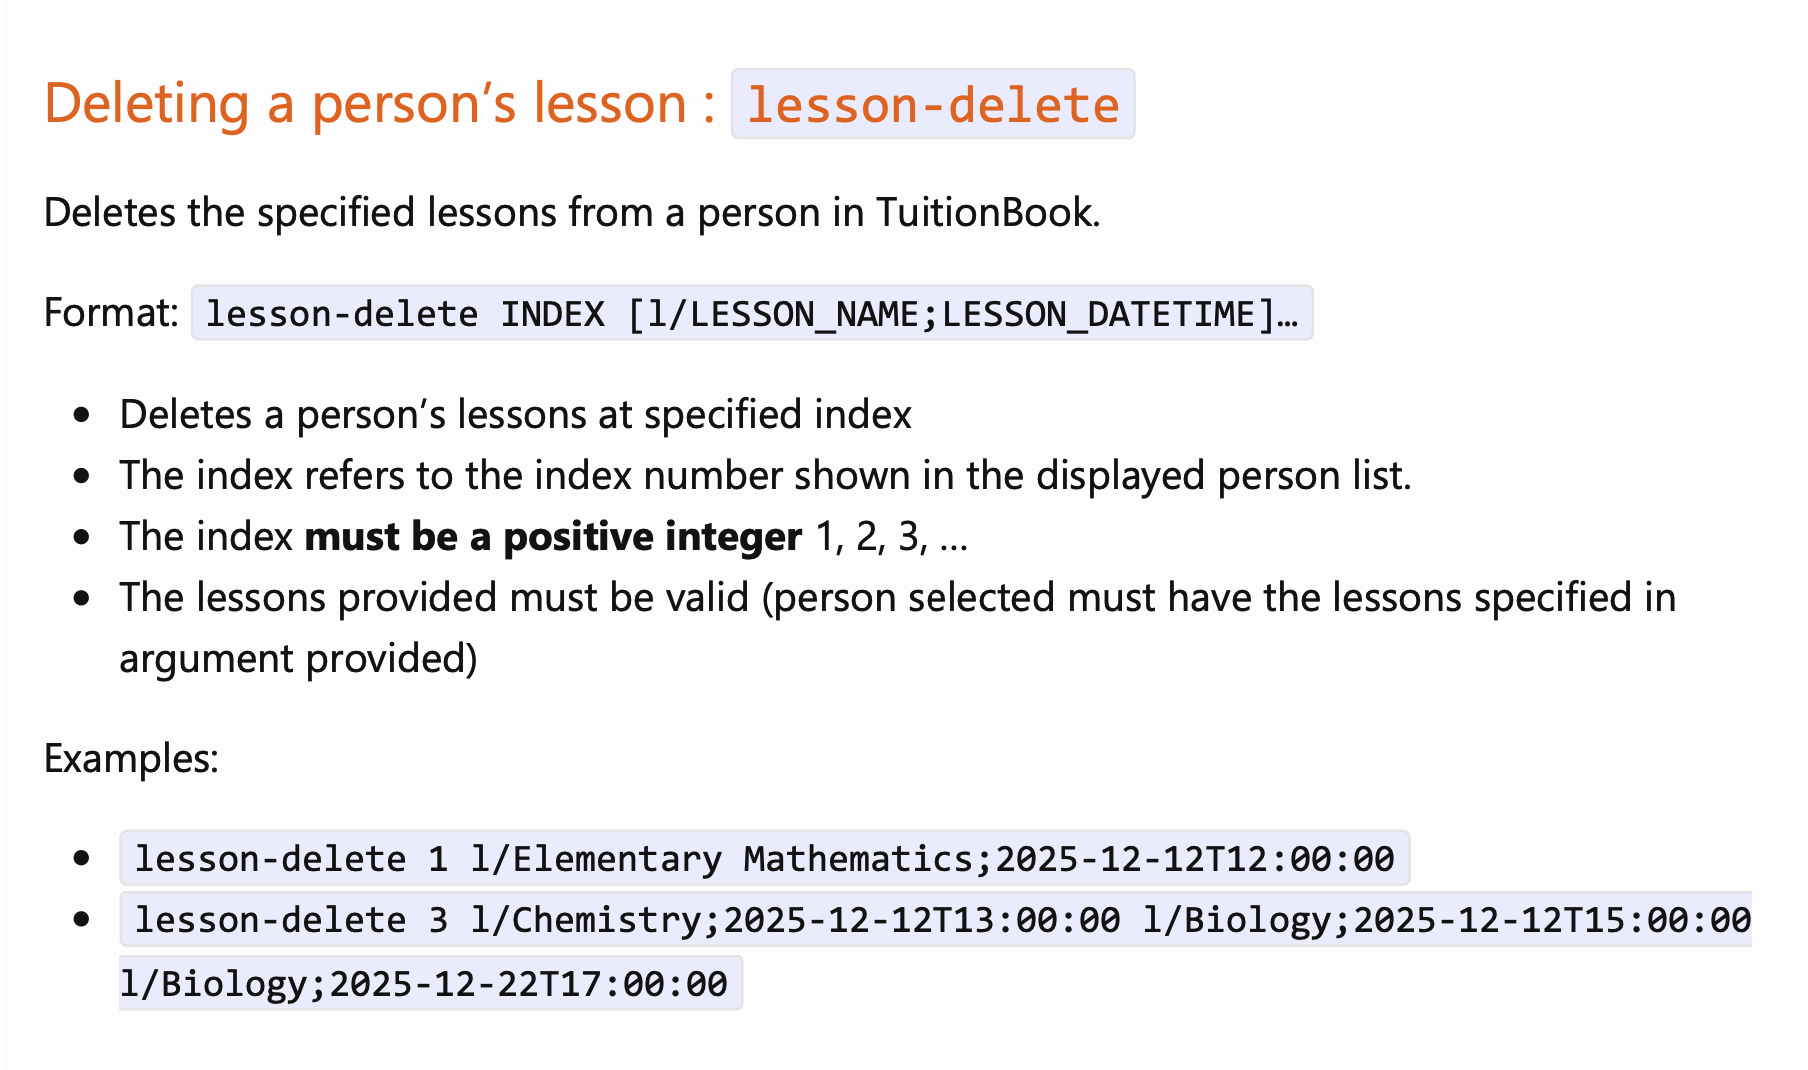 Deleting a person’s lesson : lesson-delete
Deletes the specified lessons from a person in TuitionBook.
Format: lesson-delete INDEX [l/LESSON_NAME;LESSON_DATETIME]…
• Deletes a person’s lessons at specified index
• The index refers to the index number shown in the displayed person list.
• The index must be a positive integer 1, 2, 3, …
• The lessons provided must be valid (person selected must have the lessons specified in
argument provided)
Examples:
• lesson-delete 1 l/Elementary Mathematics;2025-12-12T12:00:00
• lesson-delete 3 l/Chemistry;2025-12-12T13:00:00 l/Biology;2025-12-12T15:00:00
l/Biology;2025-12-22T17:00:00